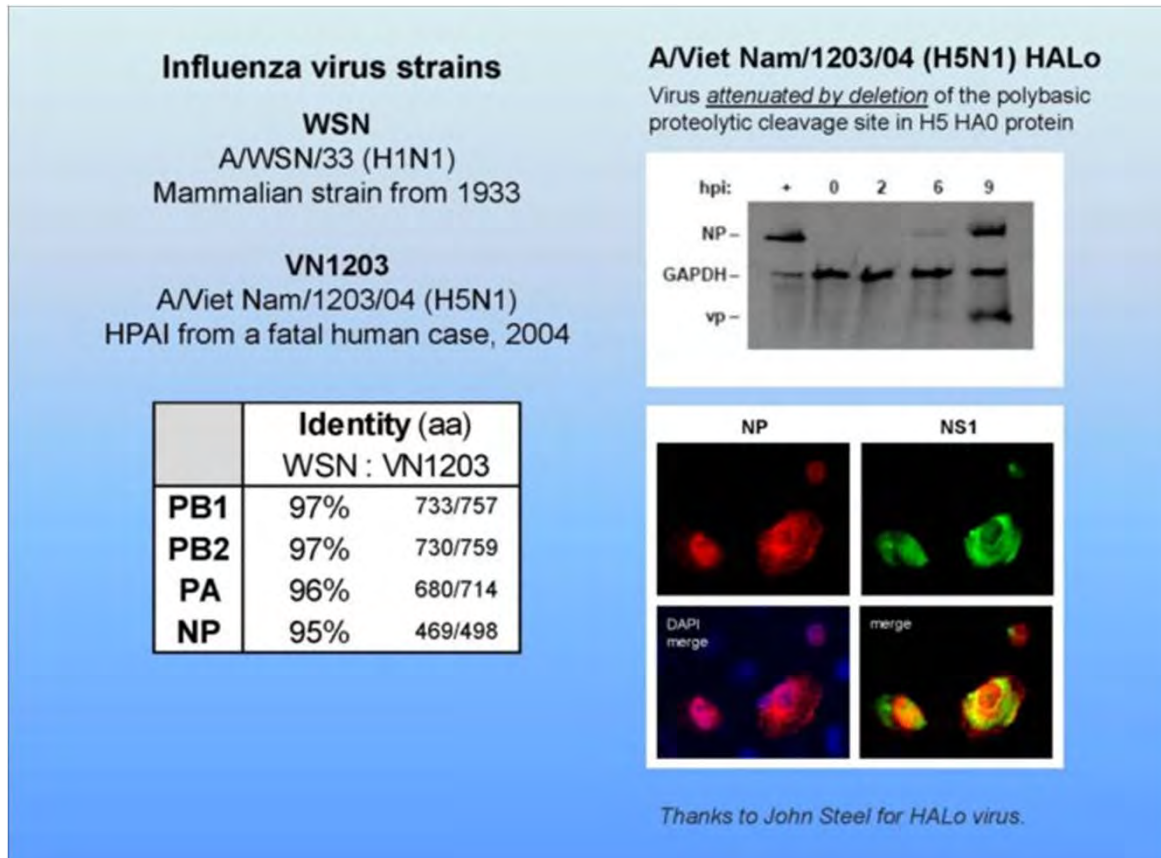 Influenza virus strains
WSN
A/WSN/33 (H1N1)
Mammalian strain from 1933
VN1203
A/Viet Nam/1203/04 (H5N1)
HPAI from a fatal human case, 2004
Identity (aa)
WSN : VN1203
PB1 97% 733/757
PB2 97% 730/759
PA 96% 680/714
NP 95% 469/498
A/Viet Nam/1203/04 (H5N1) HALo
Virus attenuated by deletion of the polybasic
proteolytic cleavage site in H5 HA0 protein
hpi: + 0 2 6 9
NP –
GAPDH –
vp –
NP NS1
DAPI
merge
merge
Thanks to John Steel for HALo virus.